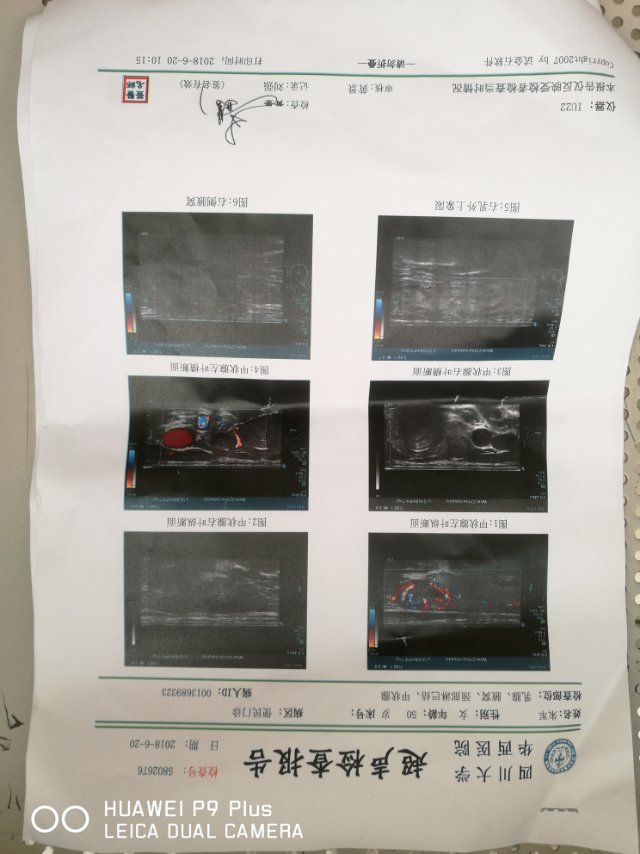 四川大学
华西医院
超声检查报告
检查号: 5802676
日 期: 2018-6-20
姓名:朱军 性别: 女 年龄: 50 岁 床号: 病区: 便民门诊
检查部位: 乳腺、腋窝、颈部淋巴结、甲状腺 病人ID: 0013689323
图1:甲状腺左叶纵断面
图2:甲状腺右叶纵断面
图3:甲状腺右叶横断面
图4:甲状腺左叶横断面
图5:右乳外上象限
图6:右侧腋窝
仪器: IU22 检查: 记录:刘强 (签名有效)
本报告仅反映受检者检查当时情况 审核:黄
Copyright2007 by 试金石软件 —请勿折叠— 打印时间: 2018-6-20 10:15
HUAWEI P9 Plus
LEICA DUAL CAMERA